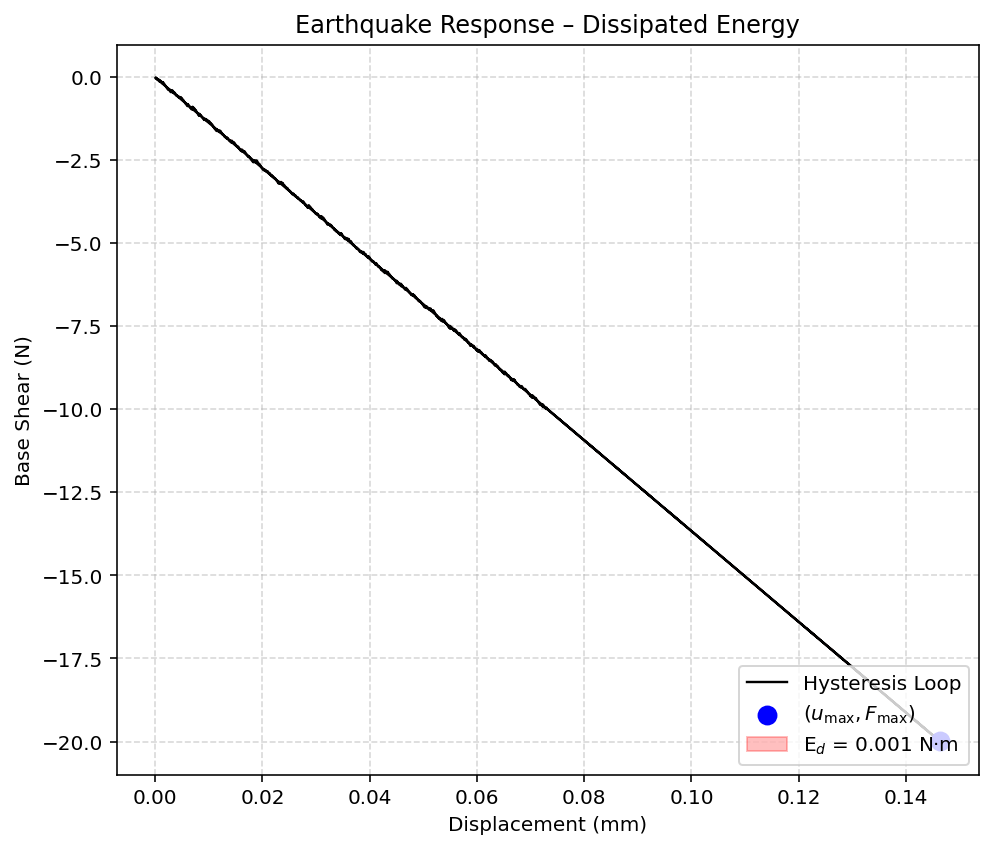 Earthquake Response – Dissipated Energy
Base Shear (N)
0.0
−2.5
−5.0
−7.5
−10.0
−12.5
−15.0
−17.5
−20.0
Hysteresis Loop
(u_max, F_max)
E_d = 0.001 N·m
0.00 0.02 0.04 0.06 0.08 0.10 0.12 0.14
Displacement (mm)